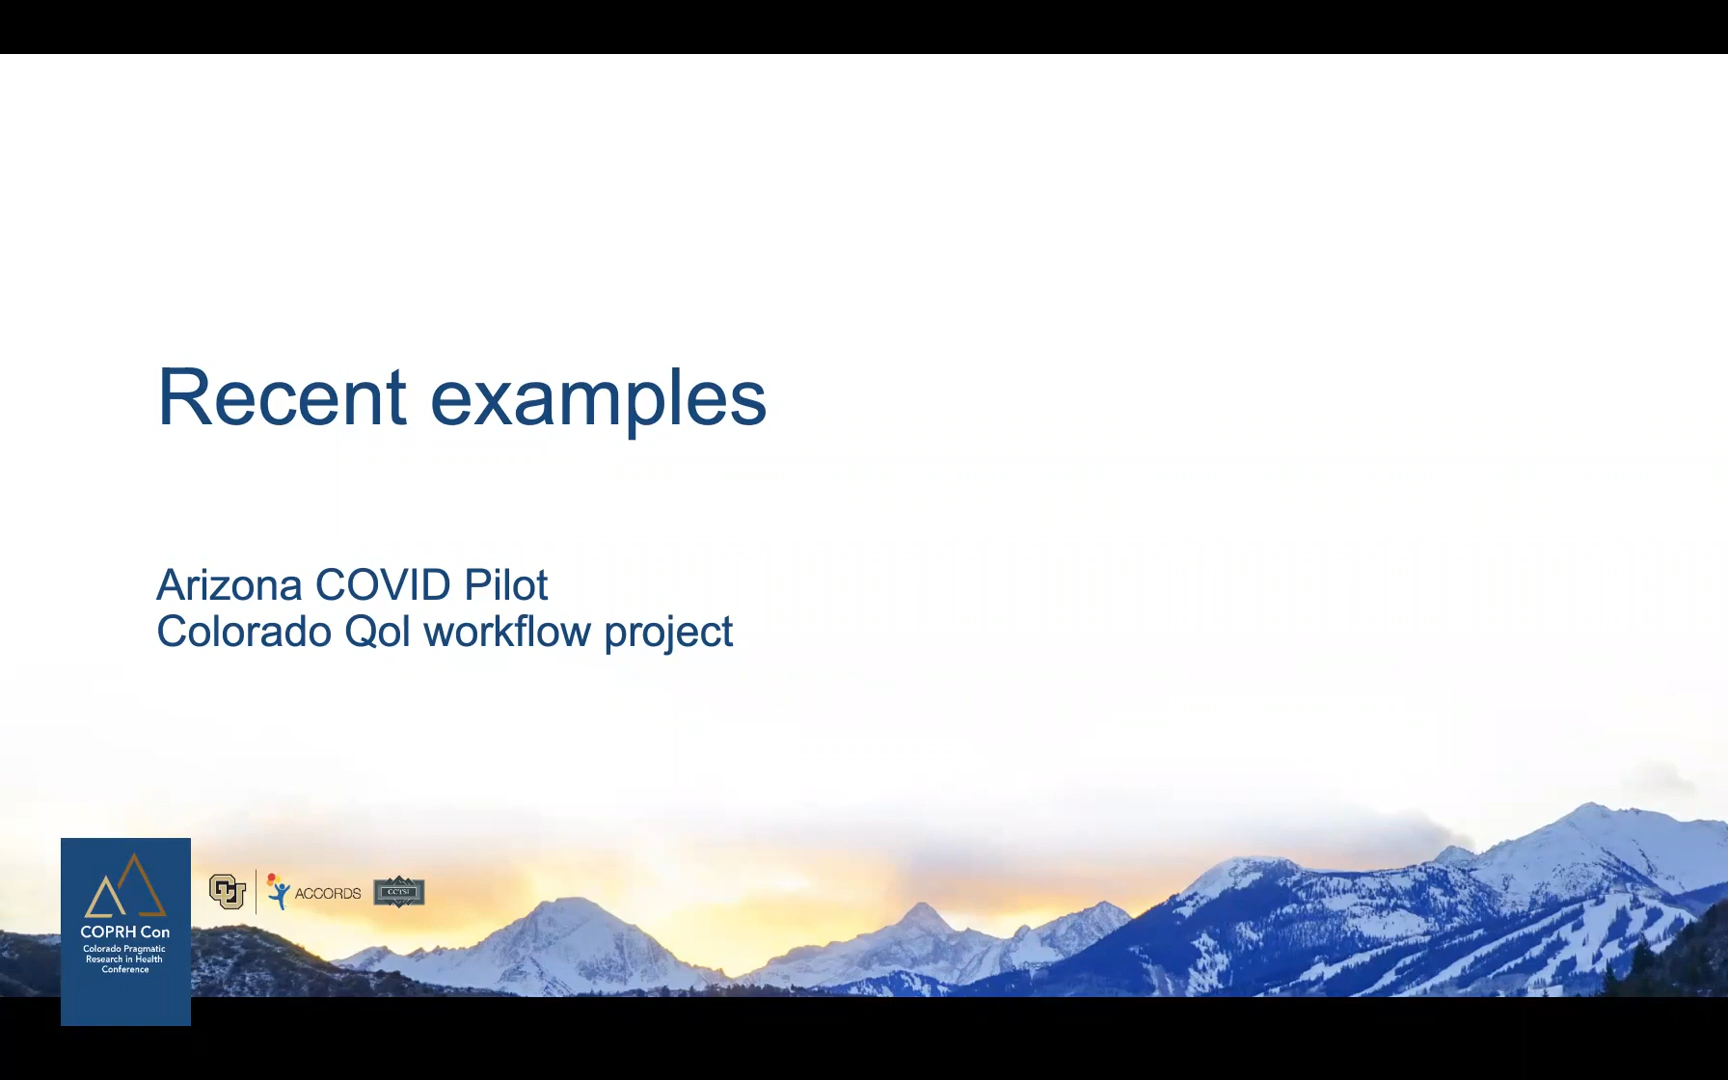 Recent examples
Arizona COVID Pilot
Colorado Qol workflow project
COPRH Con
Colorado Pragmatic
Research in Health
Conference
CU
ACCORDS
CCTSI